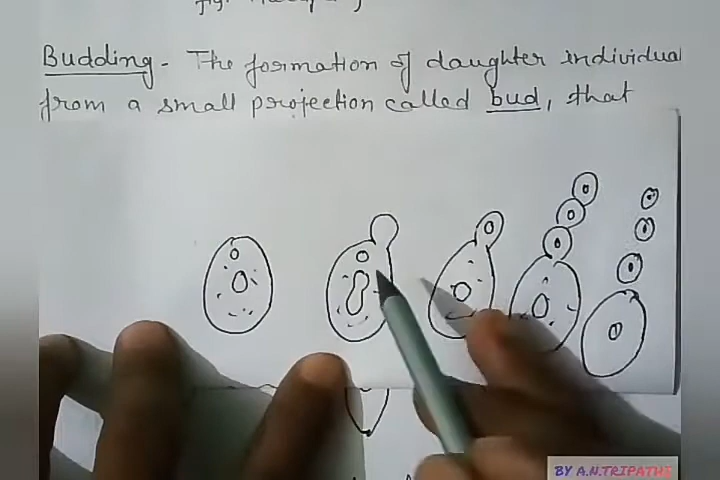 Budding - The formation of daughter individual
from a small projection called bud, that
BY A.N.TRIPATHI